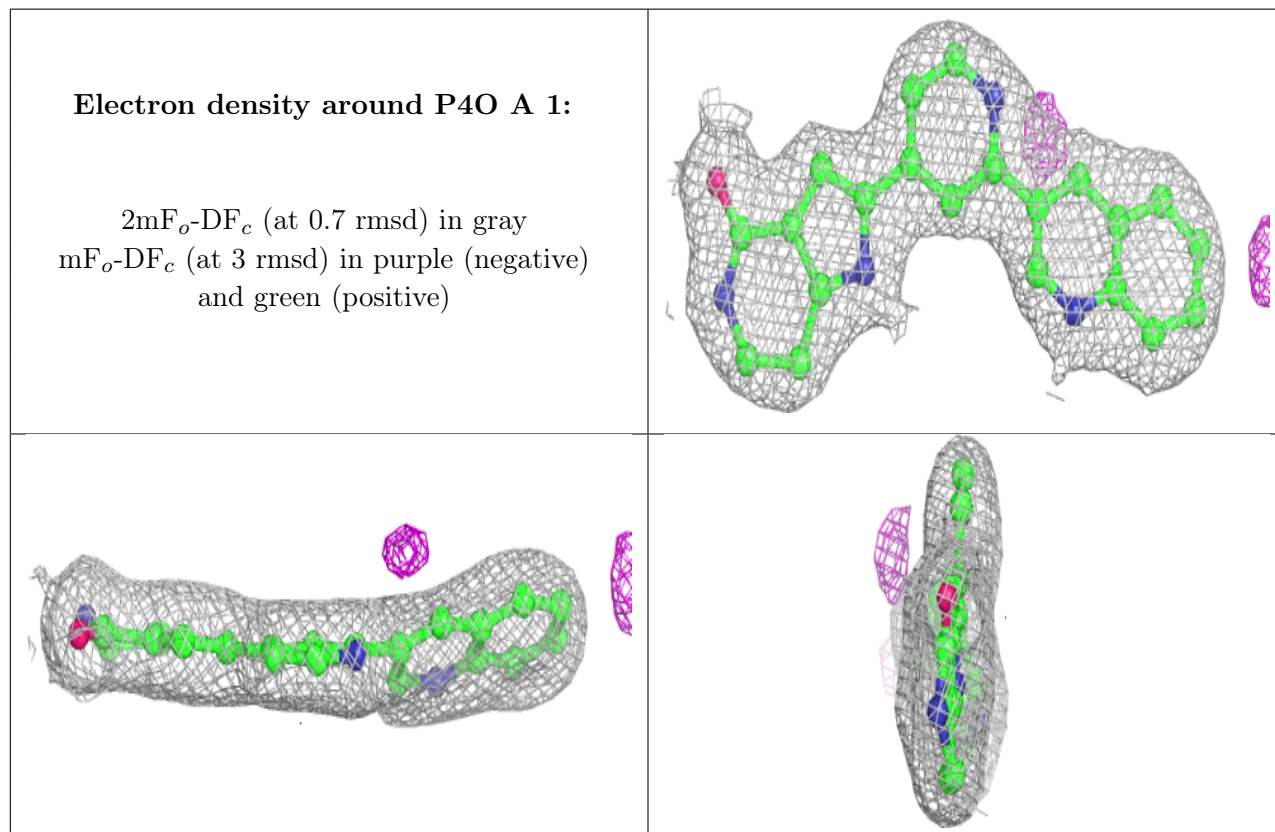 Electron density around P4O A 1:
2mFo-DFc (at 0.7 rmsd) in gray
mFo-DFc (at 3 rmsd) in purple (negative)
and green (positive)